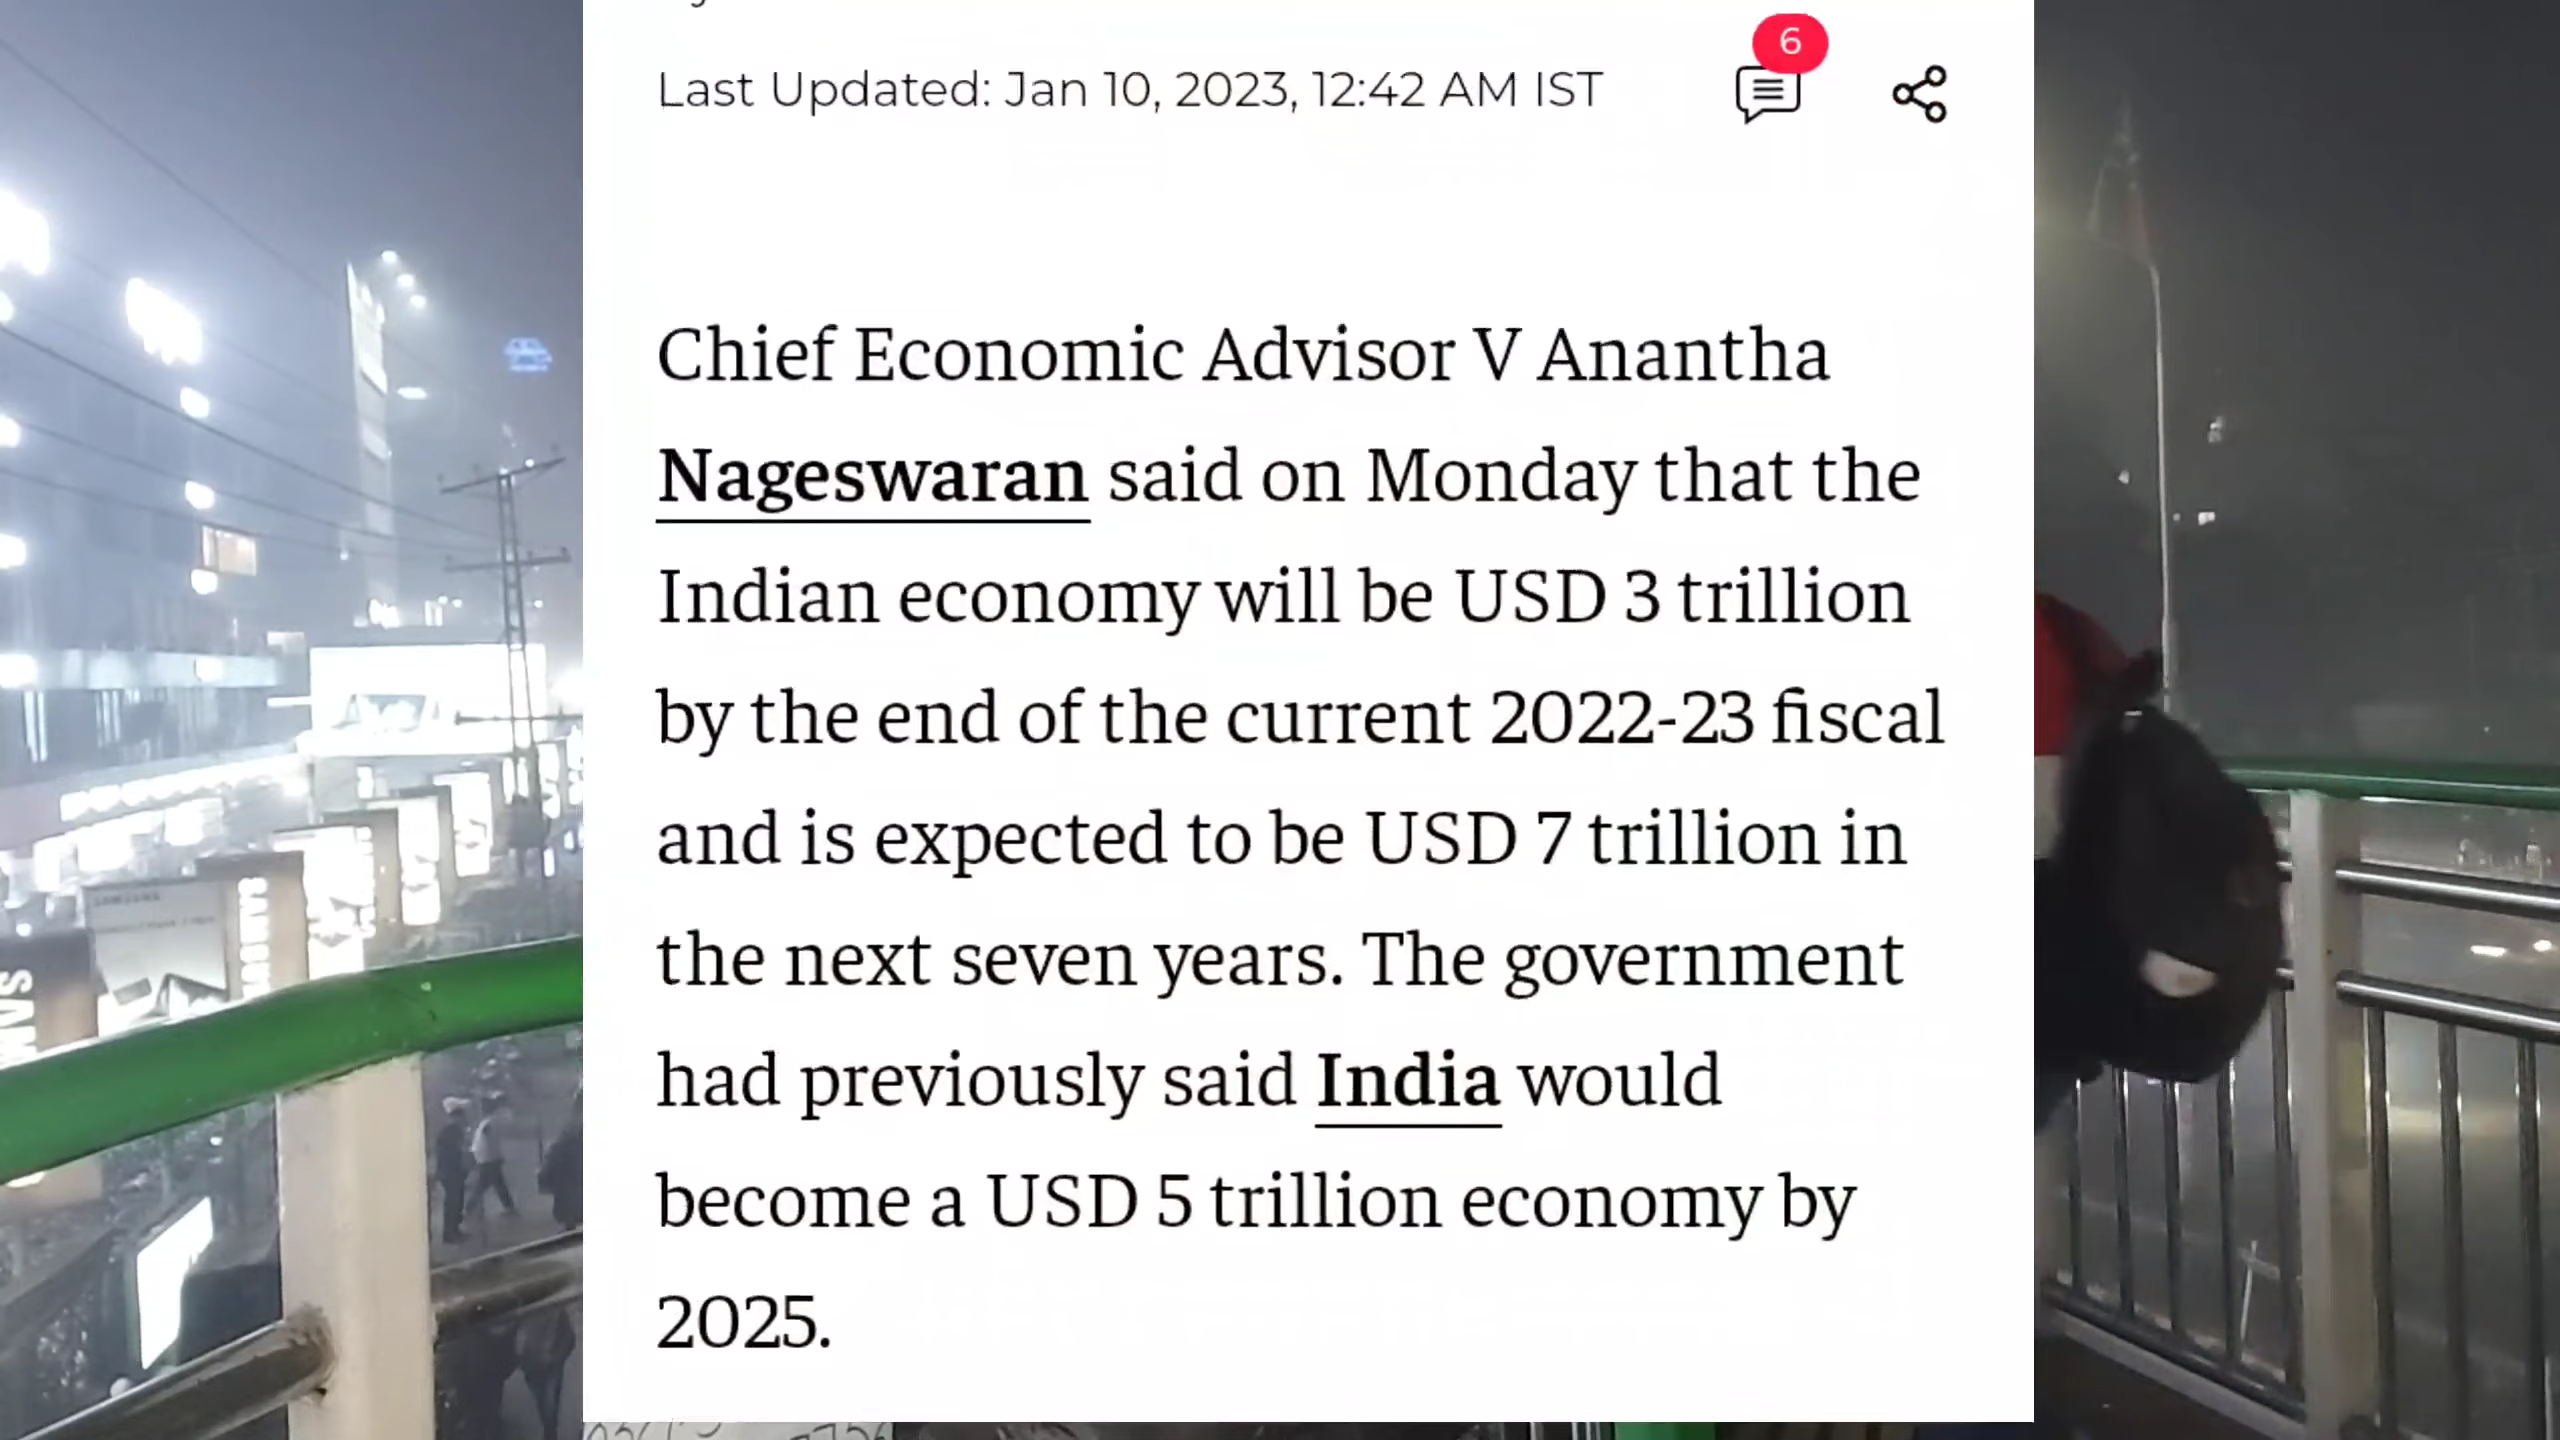 6
Last Updated: Jan 10, 2023, 12:42 AM IST
Chief Economic Advisor V Anantha
Nageswaran said on Monday that the
Indian economy will be USD 3 trillion
by the end of the current 2022-23 fiscal
and is expected to be USD 7 trillion in
the next seven years. The government
had previously said India would
become a USD 5 trillion economy by
2025.
SAMSUNG